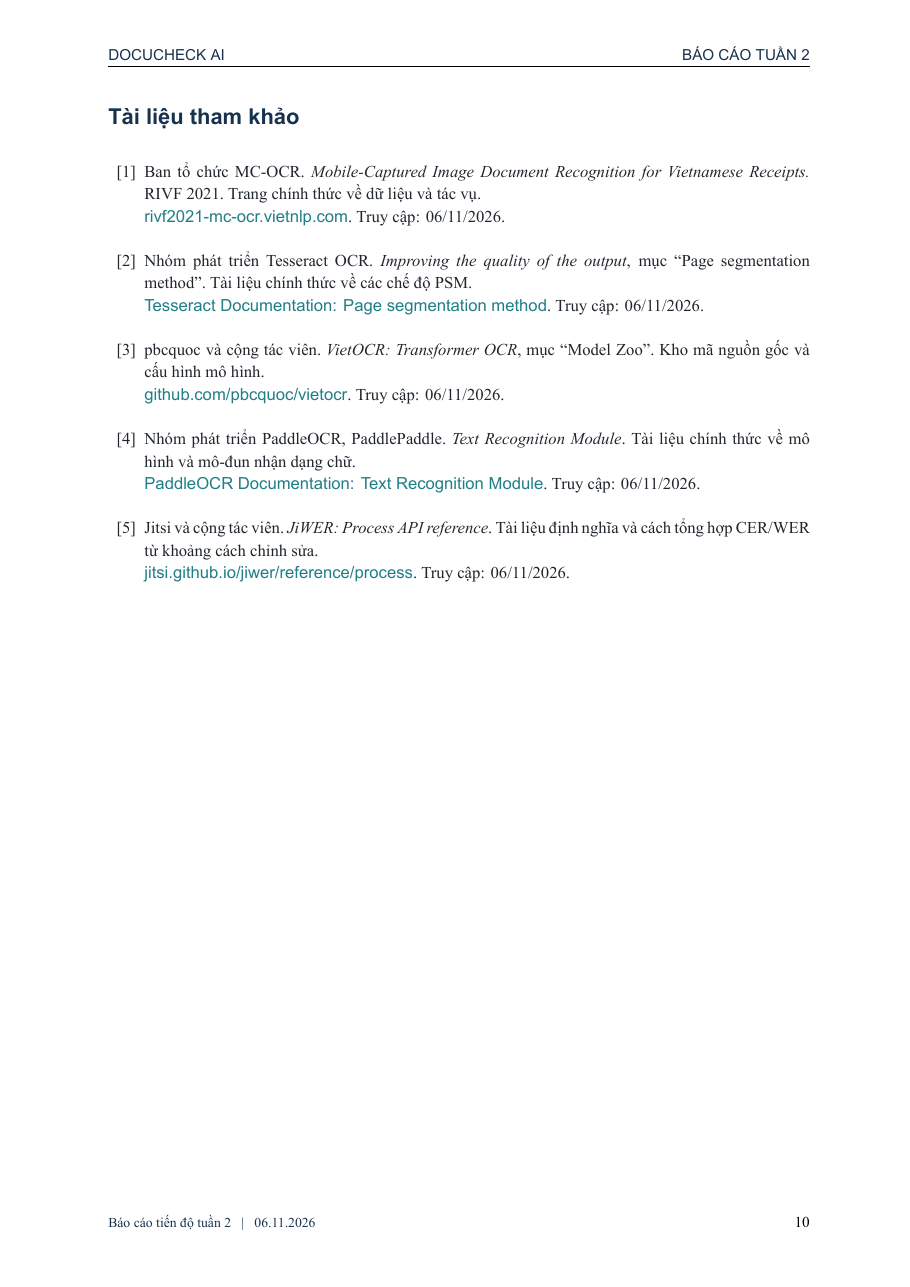 DOCUCHECK AI
BÁO CÁO TUẦN 2
Tài liệu tham khảo
[1] Ban tổ chức MC-OCR. Mobile-Captured Image Document Recognition for Vietnamese Receipts.
RIVF 2021. Trang chính thức về dữ liệu và tác vụ.
rivf2021-mc-ocr.vietnlp.com. Truy cập: 06/11/2026.
[2] Nhóm phát triển Tesseract OCR. Improving the quality of the output, mục “Page segmentation
method”. Tài liệu chính thức về các chế độ PSM.
Tesseract Documentation: Page segmentation method. Truy cập: 06/11/2026.
[3] pbcquoc và cộng tác viên. VietOCR: Transformer OCR, mục “Model Zoo”. Kho mã nguồn gốc và
cấu hình mô hình.
github.com/pbcquoc/vietocr. Truy cập: 06/11/2026.
[4] Nhóm phát triển PaddleOCR, PaddlePaddle. Text Recognition Module. Tài liệu chính thức về mô
hình và mô-đun nhận dạng chữ.
PaddleOCR Documentation: Text Recognition Module. Truy cập: 06/11/2026.
[5] Jitsi và cộng tác viên. JiWER: Process API reference. Tài liệu định nghĩa và cách tổng hợp CER/WER
từ khoảng cách chỉnh sửa.
jitsi.github.io/jiwer/reference/process. Truy cập: 06/11/2026.
Báo cáo tiến độ tuần 2 | 06.11.2026
10